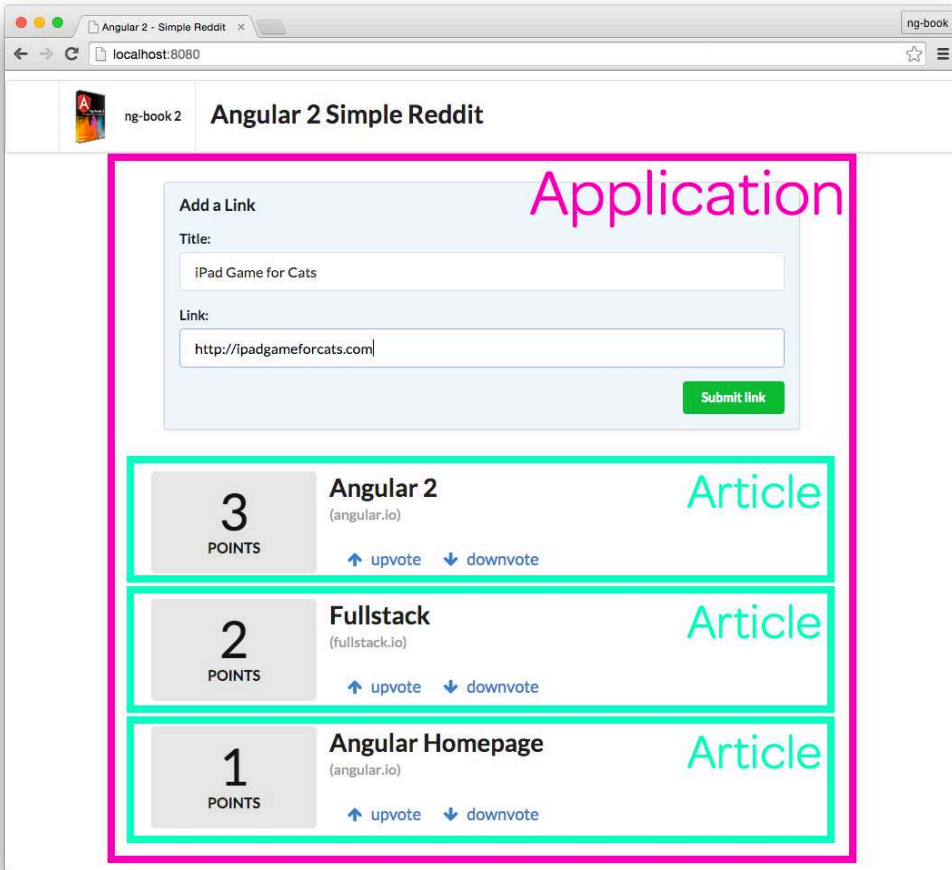 Angular 2 - Simple Reddit
ng-book
localhost:8080
ng-book 2
Angular 2 Simple Reddit
Application
Add a Link
Title:
iPad Game for Cats
Link:
http://ipadgameforcats.com
Submit link
3
POINTS
Angular 2
(angular.io)
upvote downvote
Article
2
POINTS
Fullstack
(fullstack.io)
upvote downvote
Article
1
POINTS
Angular Homepage
(angular.io)
upvote downvote
Article